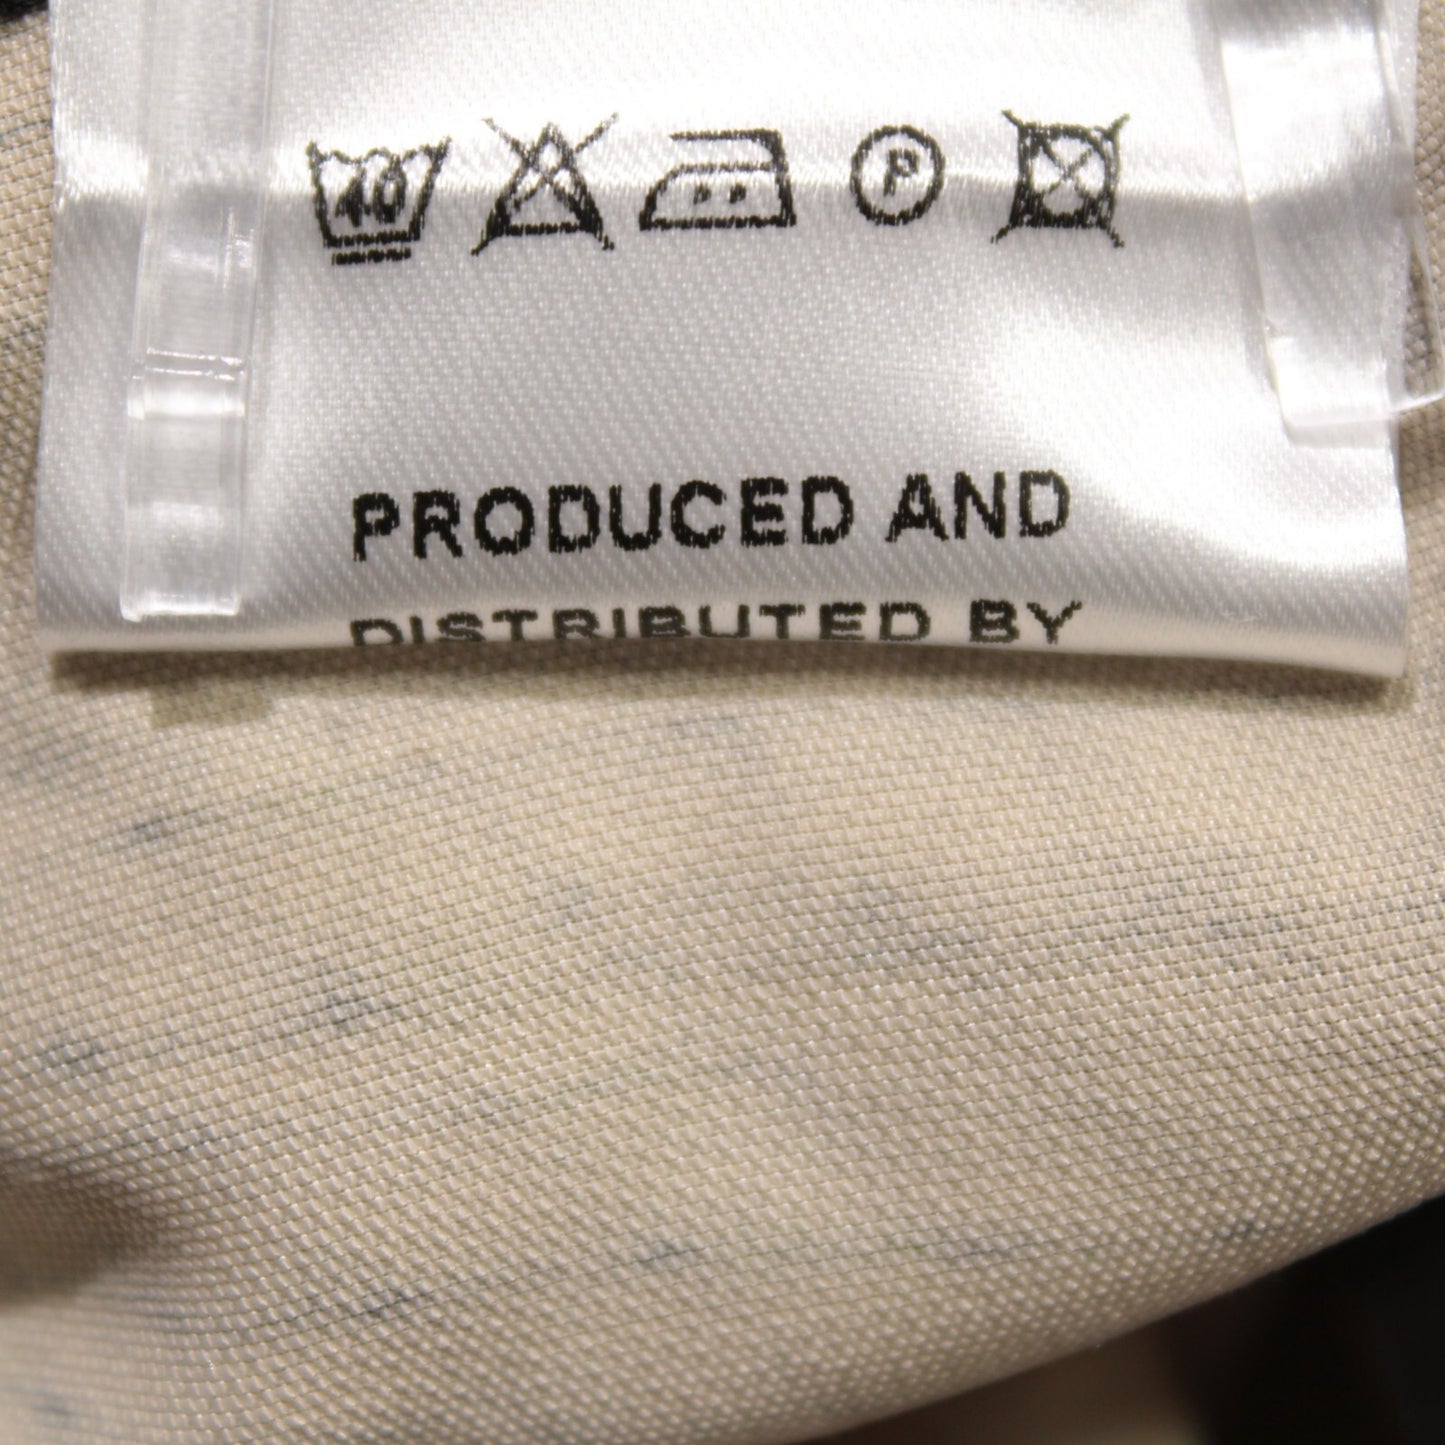 40 P
PRODUCED AND
DISTRIBUTED BY